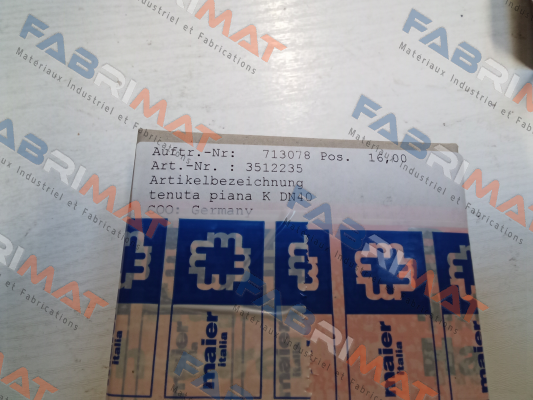 Auftr.-Nr: 713078 Pos. 16.00
Art.-Nr. : 3512235
Artikelbezeichnung
tenuta piana K DN40
COO: Germany
maier
italia
maier
italia
maier
italia
FABRIMAT
Materiaux Industriel et Fabrications